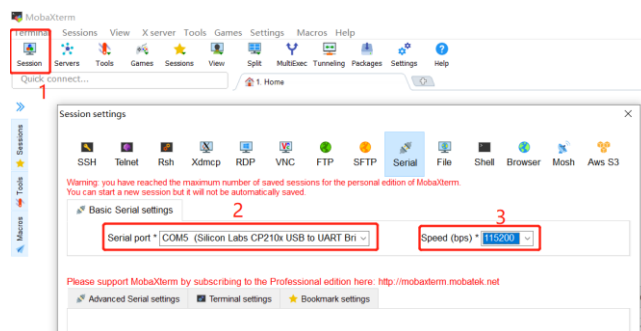 MobaXterm
Terminal Sessions View X server Tools Games Settings Macros Help
Session Servers Tools Games Sessions View Split MultiExec Tunneling Packages Settings Help
Quick connect...
1. Home
1
Session settings
SSH Telnet Rsh Xdmcp RDP VNC FTP SFTP Serial File Shell Browser Mosh Aws S3
Warning: you have reached the maximum number of saved sessions for the personal edition of MobaXterm.
You can start a new session but it will not be automatically saved.
Basic Serial settings
2
3
Serial port * COM5 (Silicon Labs CP210x USB to UART Bri
Speed (bps) * 115200
Please support MobaXterm by subscribing to the Professional edition here: http://mobaxterm.mobatek.net
Advanced Serial settings Terminal settings Bookmark settings
Sessions
Tools
Macros